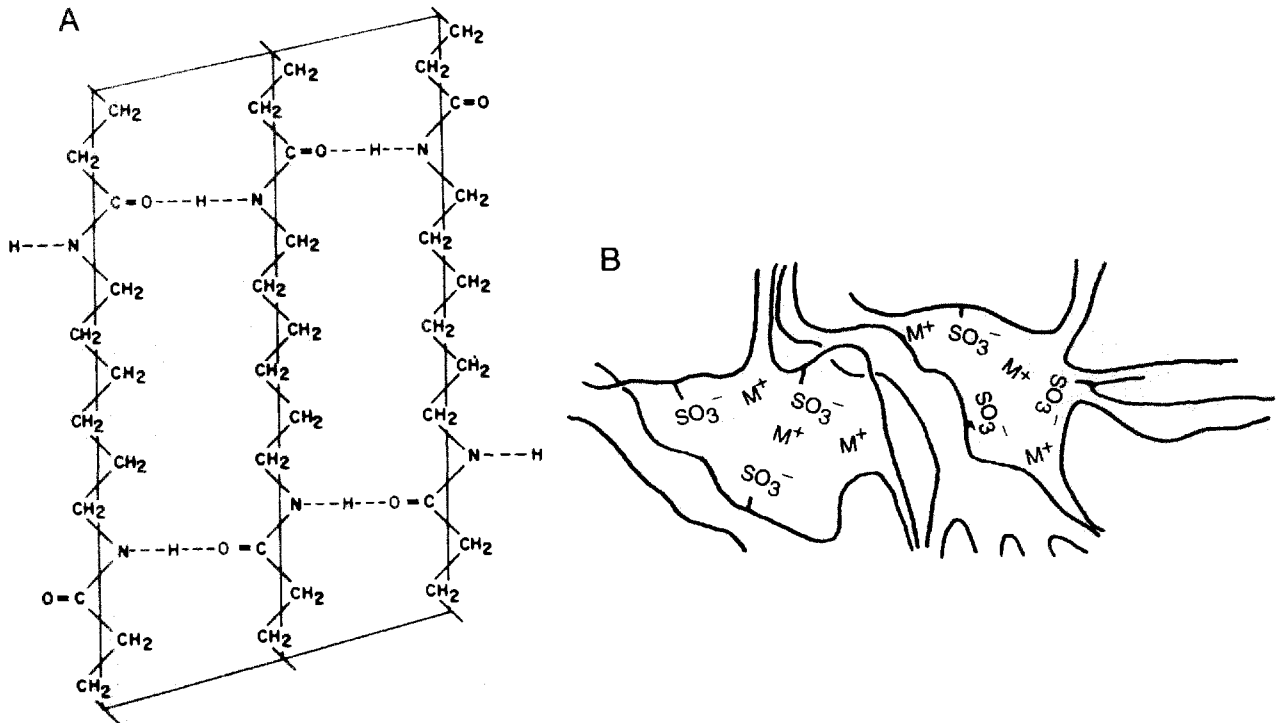 A
CH₂
CH₂ CH₂
CH₂ CH₂ C=O
CH₂ C=O---H---N
C=O---H---N CH₂
H---N CH₂ CH₂
CH₂ CH₂ CH₂
CH₂ CH₂ CH₂
CH₂ CH₂ CH₂
CH₂ CH₂ CH₂
CH₂ CH₂ N---H
CH₂ N---H---O=C
N---H---O=C CH₂
O=C CH₂ CH₂
CH₂ CH₂
CH₂
B
M⁺ SO₃⁻
M⁺ SO₃⁻
SO₃⁻ M⁺
SO₃⁻ M⁺ SO₃⁻
M⁺ M⁺
SO₃⁻